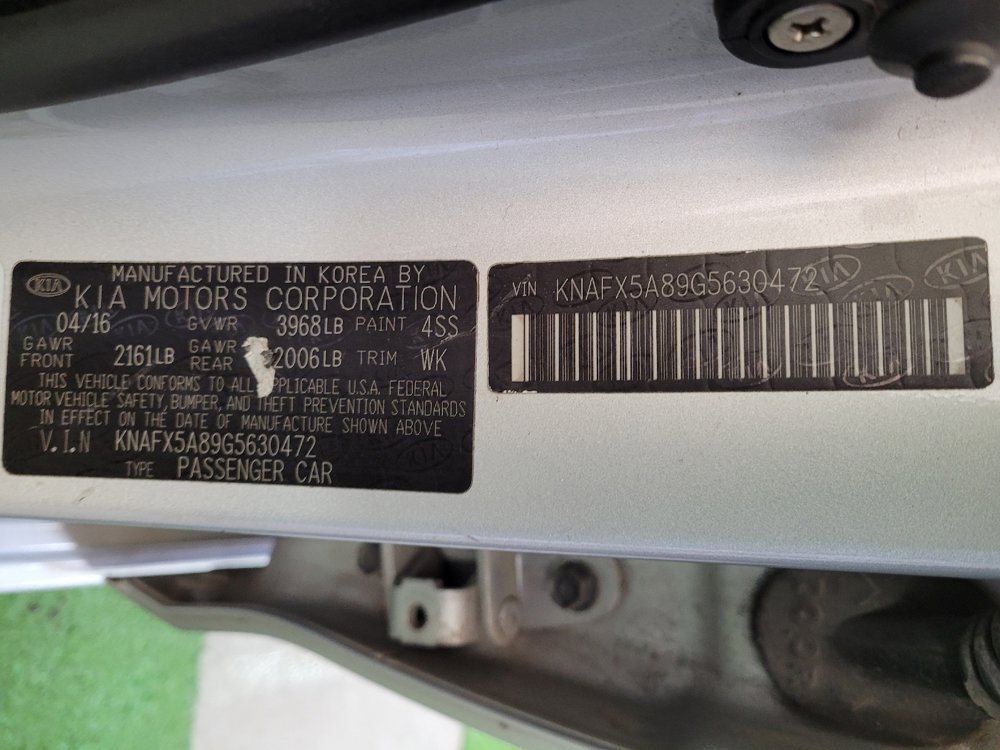 KIA
MANUFACTURED IN KOREA BY
KIA MOTORS CORPORATION
04/16 GVWR 3968LB PAINT 4SS
GAWR FRONT 2161LB GAWR REAR 2006LB TRIM WK
THIS VEHICLE CONFORMS TO ALL PPLICABLE U.S.A. FEDERAL
MOTOR VEHICLE SAFETY, BUMPER, AND THEFT PREVENTION STANDARDS
IN EFFECT ON THE DATE OF MANUFACTURE SHOWN ABOVE
V.I.N KNAFX5A89G5630472
TYPE PASSENGER CAR
VIN KNAFX5A89G5630472
KIA